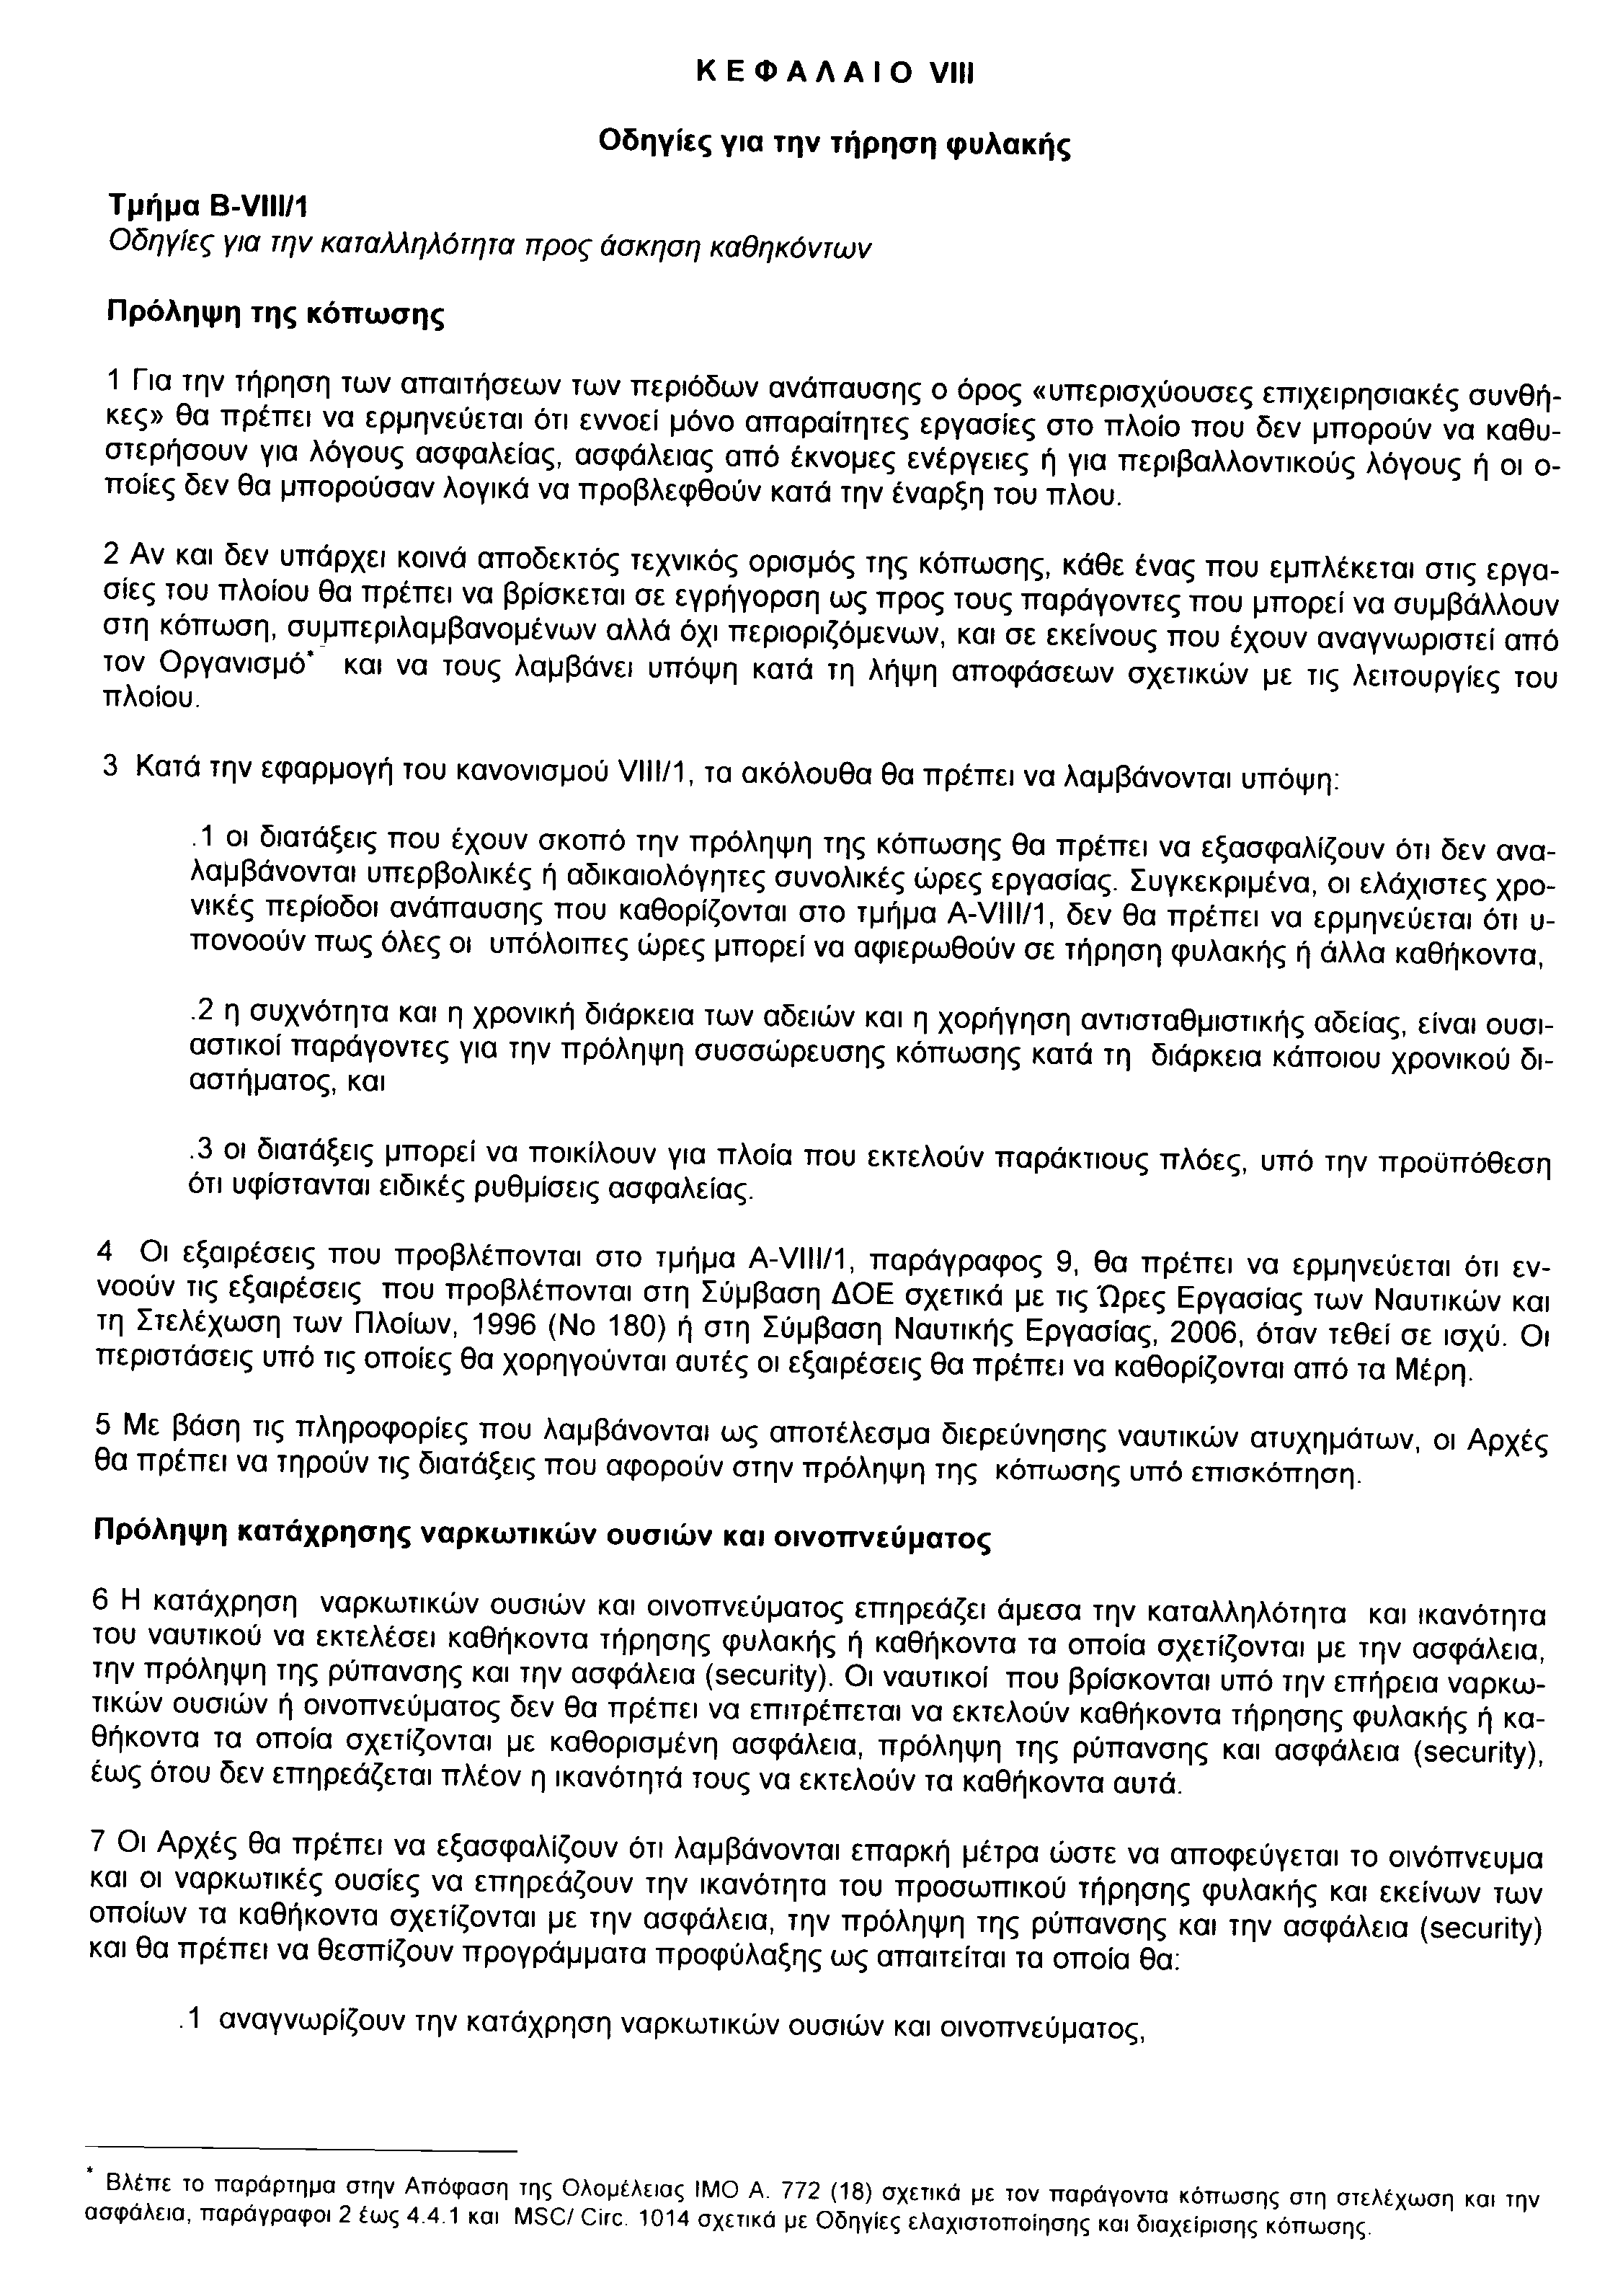 Κ Ε Φ Α Λ Α Ι Ο VIII
Οδηγίες για την τήρηση φυλακής
Τμήμα B-VIII/1
Οδηγίες για την καταλληλότητα προς άσκηση καθηκόντων
Πρόληψη της κόπωσης
1 Για την τήρηση των απαιτήσεων των περιόδων ανάπαυσης ο όρος «υπερισχύουσες επιχειρησιακές συνθή-
κες» θα πρέπει να ερμηνεύεται ότι εννοεί μόνο απαραίτητες εργασίες στο πλοίο που δεν μπορούν να καθυ-
στερήσουν για λόγους ασφαλείας, ασφάλειας από έκνομες ενέργειες ή για περιβαλλοντικούς λόγους ή οι ο-
ποίες δεν θα μπορούσαν λογικά να προβλεφθούν κατά την έναρξη του πλου.
2 Αν και δεν υπάρχει κοινά αποδεκτός τεχνικός ορισμός της κόπωσης, κάθε ένας που εμπλέκεται στις εργα-
σίες του πλοίου θα πρέπει να βρίσκεται σε εγρήγορση ως προς τους παράγοντες που μπορεί να συμβάλλουν
στη κόπωση, συμπεριλαμβανομένων αλλά όχι περιοριζόμενων, και σε εκείνους που έχουν αναγνωριστεί από
τον Οργανισμό* και να τους λαμβάνει υπόψη κατά τη λήψη αποφάσεων σχετικών με τις λειτουργίες του
πλοίου.
3 Κατά την εφαρμογή του κανονισμού VIII/1, τα ακόλουθα θα πρέπει να λαμβάνονται υπόψη:
.1 οι διατάξεις που έχουν σκοπό την πρόληψη της κόπωσης θα πρέπει να εξασφαλίζουν ότι δεν ανα-
λαμβάνονται υπερβολικές ή αδικαιολόγητες συνολικές ώρες εργασίας. Συγκεκριμένα, οι ελάχιστες χρο-
νικές περίοδοι ανάπαυσης που καθορίζονται στο τμήμα A-VIII/1, δεν θα πρέπει να ερμηνεύεται ότι υ-
πονοούν πως όλες οι υπόλοιπες ώρες μπορεί να αφιερωθούν σε τήρηση φυλακής ή άλλα καθήκοντα,
.2 η συχνότητα και η χρονική διάρκεια των αδειών και η χορήγηση αντισταθμιστικής αδείας, είναι ουσι-
αστικοί παράγοντες για την πρόληψη συσσώρευσης κόπωσης κατά τη διάρκεια κάποιου χρονικού δι-
αστήματος, και
.3 οι διατάξεις μπορεί να ποικίλουν για πλοία που εκτελούν παράκτιους πλόες, υπό την προϋπόθεση
ότι υφίστανται ειδικές ρυθμίσεις ασφαλείας.
4 Οι εξαιρέσεις που προβλέπονται στο τμήμα A-VIII/1, παράγραφος 9, θα πρέπει να ερμηνεύεται ότι εν-
νοούν τις εξαιρέσεις που προβλέπονται στη Σύμβαση ΔΟΕ σχετικά με τις Ώρες Εργασίας των Ναυτικών και
τη Στελέχωση των Πλοίων, 1996 (Νο 180) ή στη Σύμβαση Ναυτικής Εργασίας, 2006, όταν τεθεί σε ισχύ. Οι
περιστάσεις υπό τις οποίες θα χορηγούνται αυτές οι εξαιρέσεις θα πρέπει να καθορίζονται από τα Μέρη.
5 Με βάση τις πληροφορίες που λαμβάνονται ως αποτέλεσμα διερεύνησης ναυτικών ατυχημάτων, οι Αρχές
θα πρέπει να τηρούν τις διατάξεις που αφορούν στην πρόληψη της κόπωσης υπό επισκόπηση.
Πρόληψη κατάχρησης ναρκωτικών ουσιών και οινοπνεύματος
6 Η κατάχρηση ναρκωτικών ουσιών και οινοπνεύματος επηρεάζει άμεσα την καταλληλότητα και ικανότητα
του ναυτικού να εκτελέσει καθήκοντα τήρησης φυλακής ή καθήκοντα τα οποία σχετίζονται με την ασφάλεια,
την πρόληψη της ρύπανσης και την ασφάλεια (security). Οι ναυτικοί που βρίσκονται υπό την επήρεια ναρκω-
τικών ουσιών ή οινοπνεύματος δεν θα πρέπει να επιτρέπεται να εκτελούν καθήκοντα τήρησης φυλακής ή κα-
θήκοντα τα οποία σχετίζονται με καθορισμένη ασφάλεια, πρόληψη της ρύπανσης και ασφάλεια (security),
έως ότου δεν επηρεάζεται πλέον η ικανότητά τους να εκτελούν τα καθήκοντα αυτά.
7 Οι Αρχές θα πρέπει να εξασφαλίζουν ότι λαμβάνονται επαρκή μέτρα ώστε να αποφεύγεται το οινόπνευμα
και οι ναρκωτικές ουσίες να επηρεάζουν την ικανότητα του προσωπικού τήρησης φυλακής και εκείνων των
οποίων τα καθήκοντα σχετίζονται με την ασφάλεια, την πρόληψη της ρύπανσης και την ασφάλεια (security)
και θα πρέπει να θεσπίζουν προγράμματα προφύλαξης ως απαιτείται τα οποία θα:
.1 αναγνωρίζουν την κατάχρηση ναρκωτικών ουσιών και οινοπνεύματος,
* Βλέπε το παράρτημα στην Απόφαση της Ολομέλειας ΙΜΟ Α. 772 (18) σχετικά με τον παράγοντα κόπωσης στη στελέχωση και την
ασφάλεια, παράγραφοι 2 έως 4.4.1 και MSC/ Circ. 1014 σχετικά με Οδηγίες ελαχιστοποίησης και διαχείρισης κόπωσης.